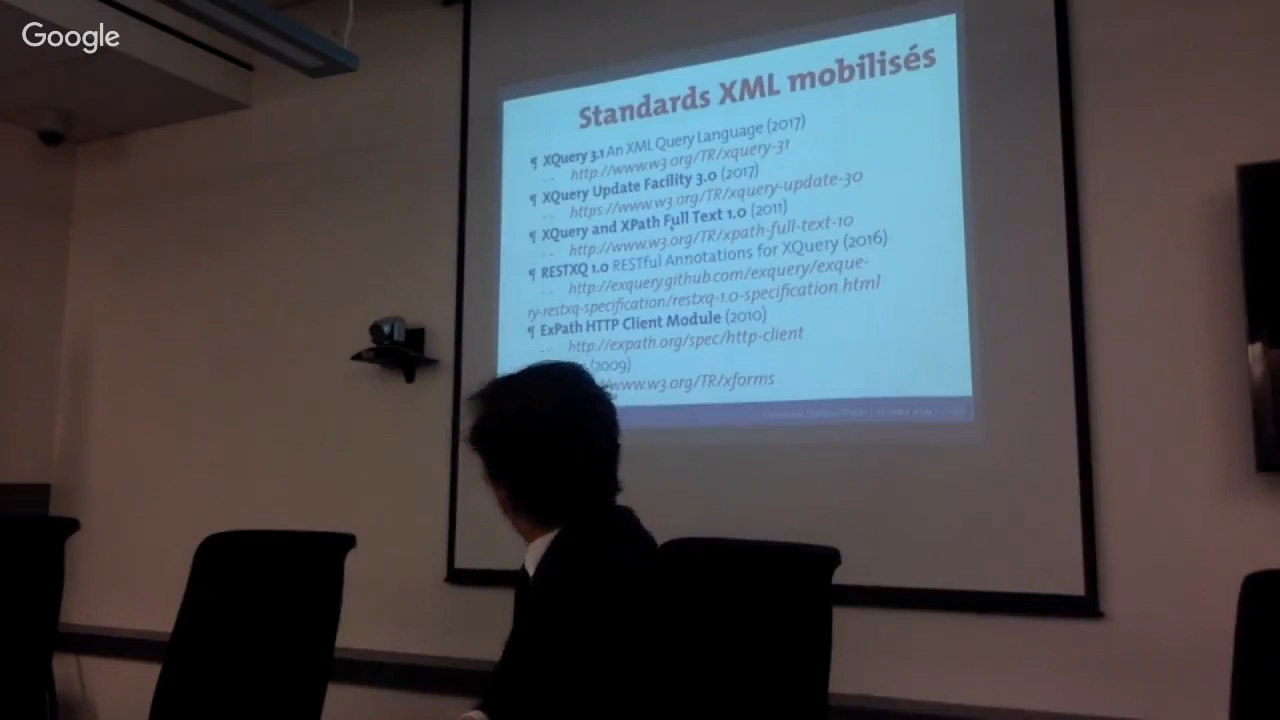 Google
Standards XML mobilisés
¶ XQuery 3.1 An XML Query Language (2017)
-- http://www.w3.org/TR/xquery-31
¶ XQuery Update Facility 3.0 (2017)
-- https://www.w3.org/TR/xquery-update-30
¶ XQuery and XPath Full Text 1.0 (2011)
-- http://www.w3.org/TR/xpath-full-text-10
¶ RESTXQ 1.0 RESTful Annotations for XQuery (2016)
-- http://exquery.github.com/exquery/exque-
ry-restxq-specification/restxq-1.0-specification.html
¶ ExPath HTTP Client Module (2010)
-- http://expath.org/spec/http-client
(2009)
www.w3.org/TR/xforms